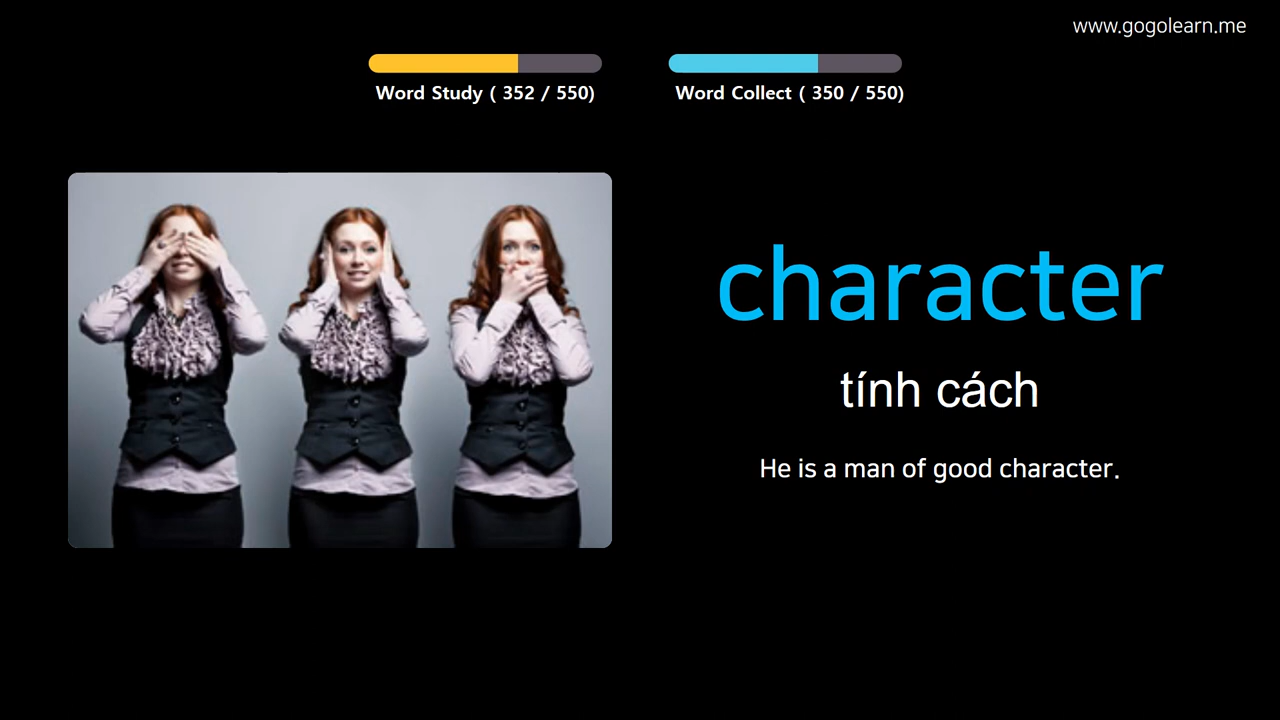 www.gogolearn.me
Word Study ( 352 / 550)
Word Collect ( 350 / 550)
character
tính cách
He is a man of good character.